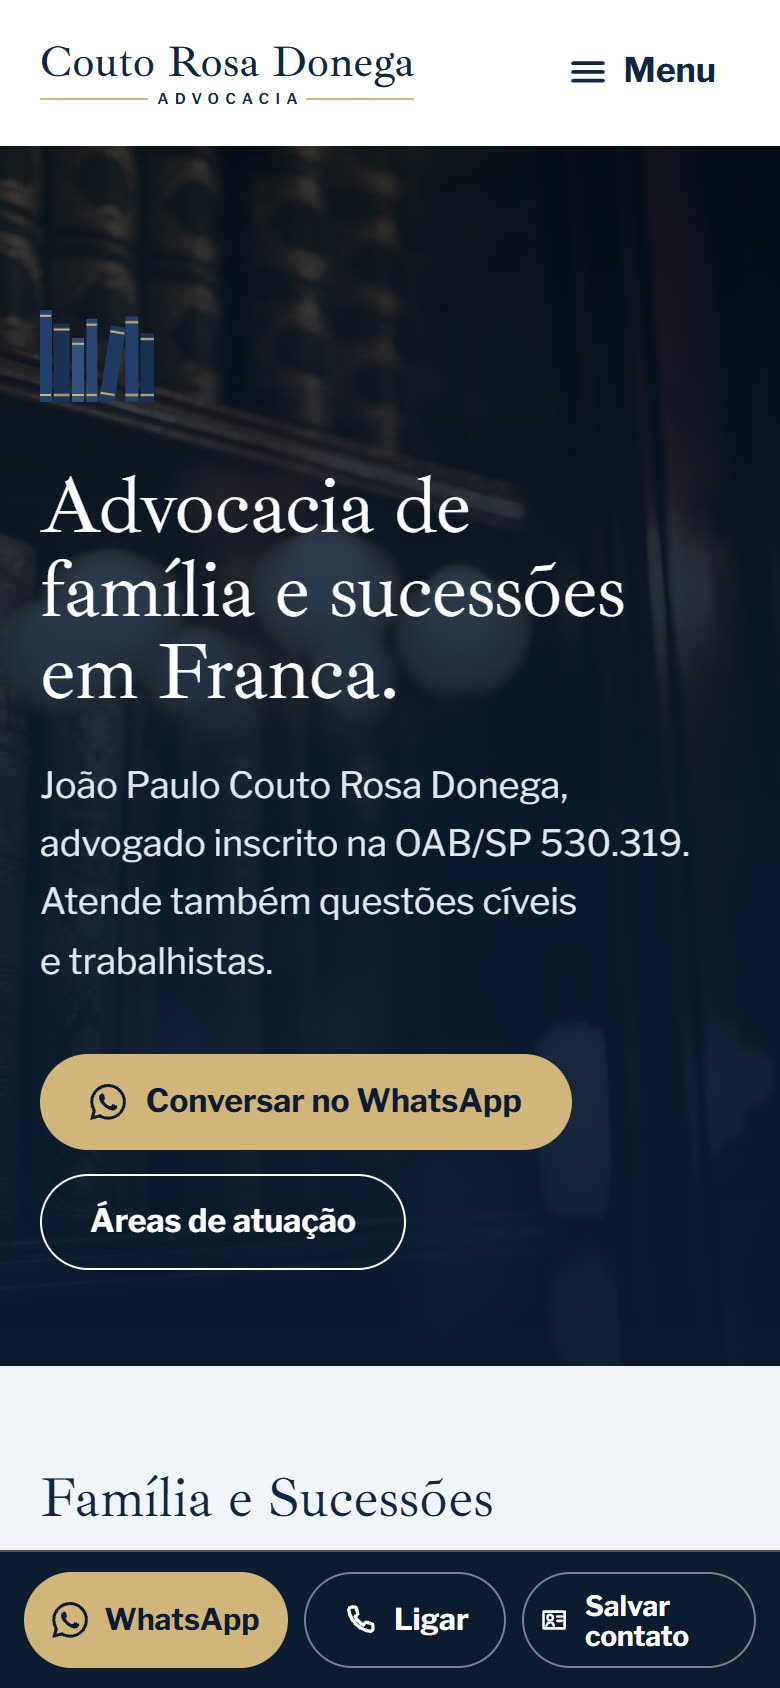 Couto Rosa Donega
ADVOCACIA
Menu
Advocacia de
família e sucessões
em Franca.
João Paulo Couto Rosa Donega,
advogado inscrito na OAB/SP 530.319.
Atende também questões cíveis
e trabalhistas.
Conversar no WhatsApp
Áreas de atuação
Família e Sucessões
WhatsApp
Ligar
Salvar
contato